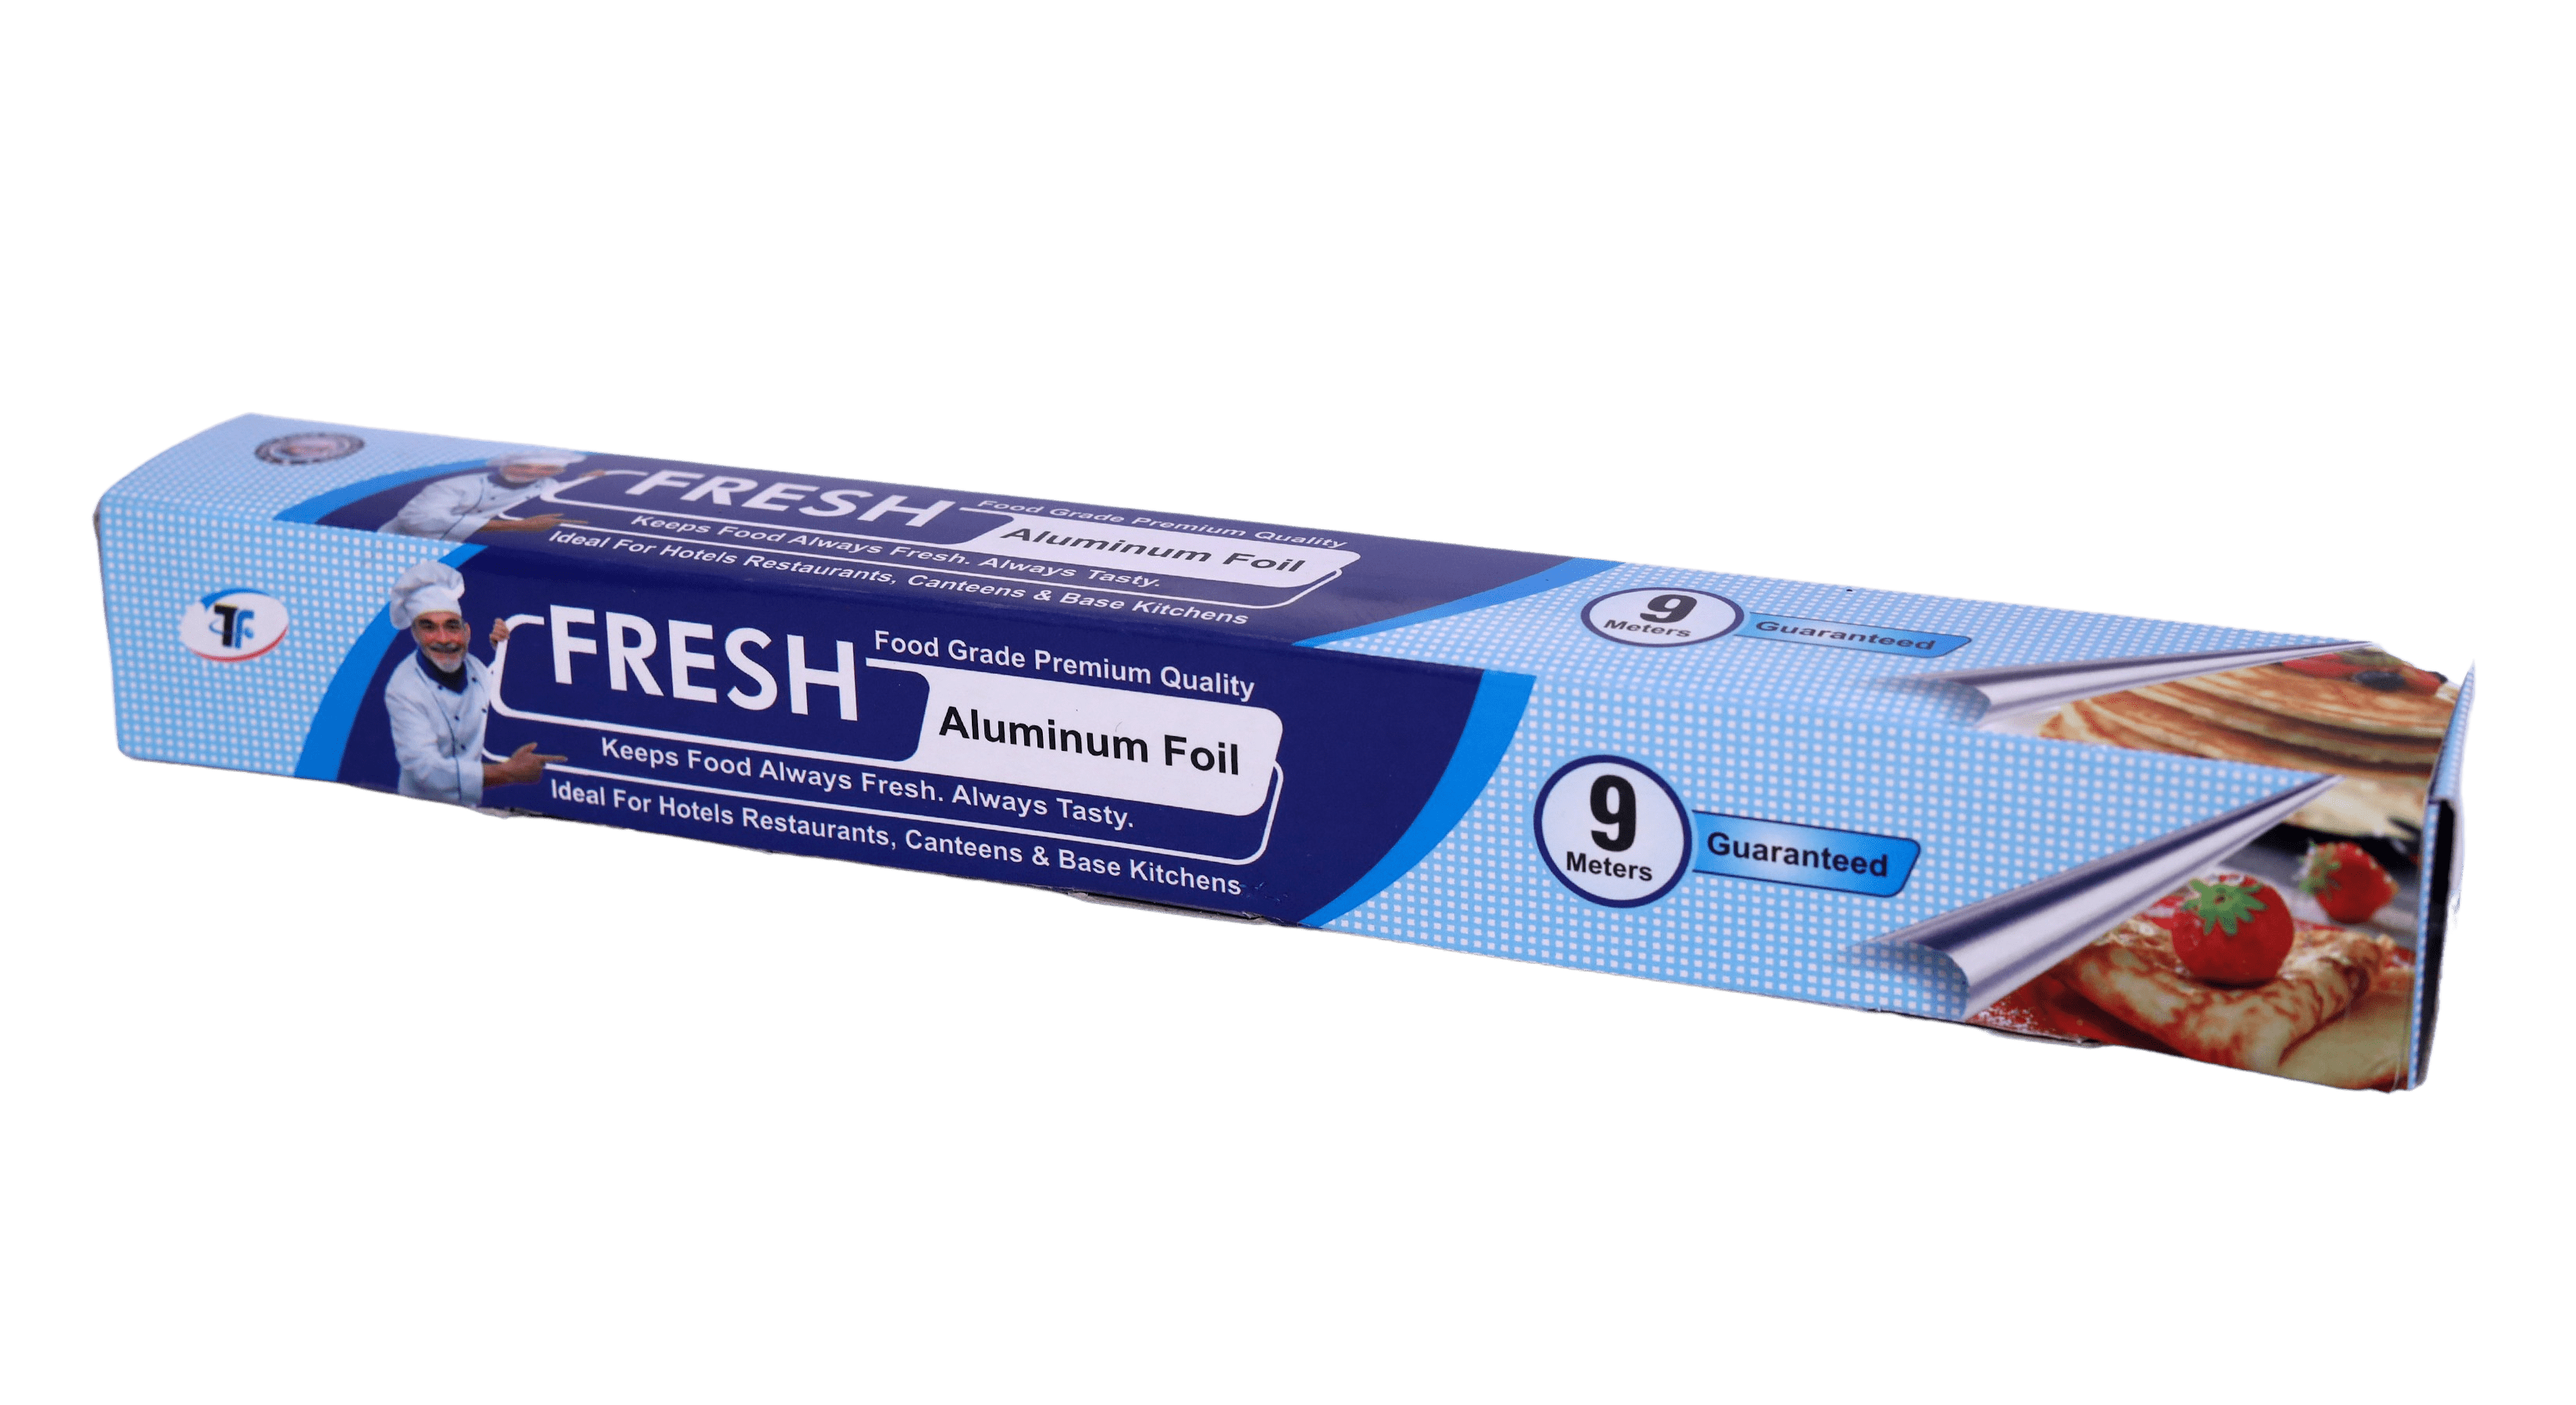 FRESH
Food Grade Premium Quality
Aluminum Foil
Keeps Food Always Fresh. Always Tasty.
Ideal For Hotels Restaurants, Canteens & Base Kitchens
9
Meters
Guaranteed
Tf
FRESH
Food Grade Premium Quality
Aluminum Foil
Keeps Food Always Fresh. Always Tasty.
Ideal For Hotels Restaurants, Canteens & Base Kitchens
9
Meters
Guaranteed